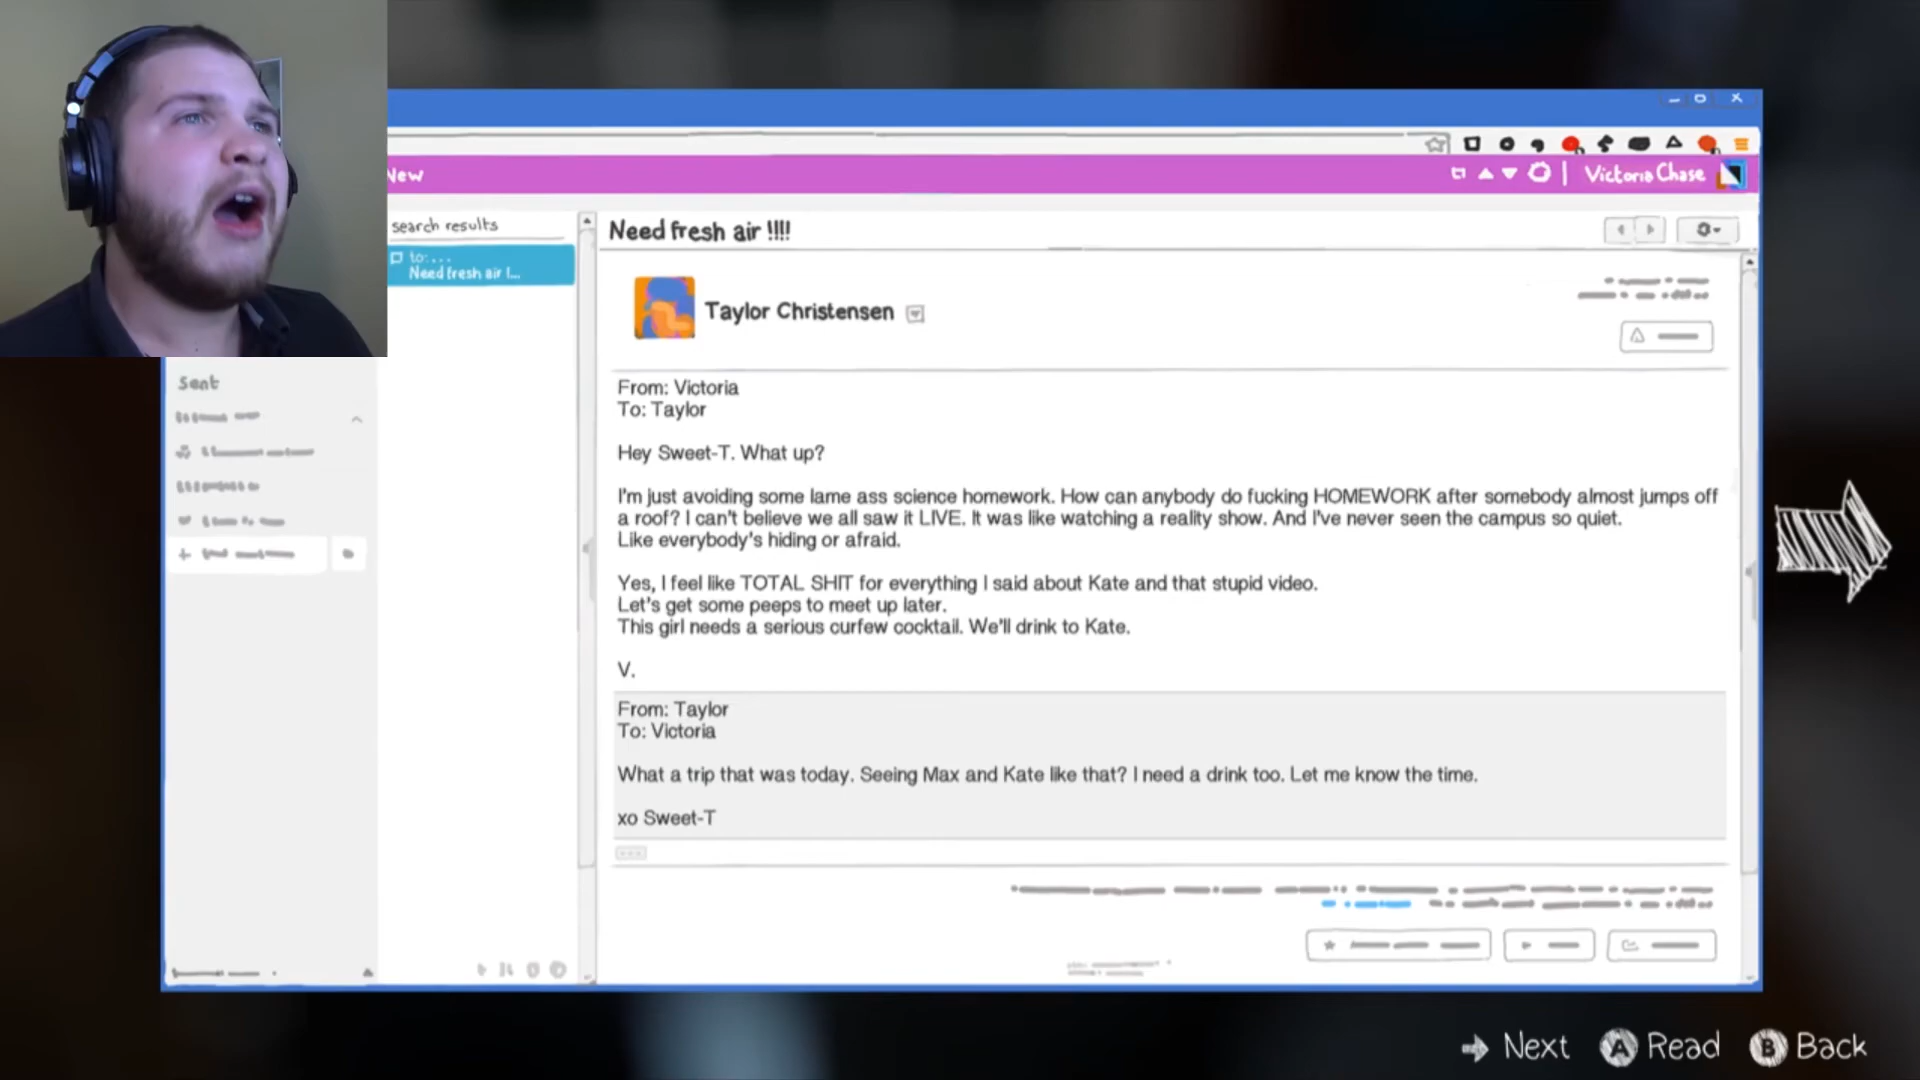 New
Victoria Chase
search results
Need fresh air !!!!
to:...
Need fresh air !...
Taylor Christensen
Sent
From: Victoria
To: Taylor
Hey Sweet-T. What up?
I'm just avoiding some lame ass science homework. How can anybody do fucking HOMEWORK after somebody almost jumps off
a roof? I can't believe we all saw it LIVE. It was like watching a reality show. And I've never seen the campus so quiet.
Like everybody's hiding or afraid.
Yes, I feel like TOTAL SHIT for everything I said about Kate and that stupid video.
Let's get some peeps to meet up later.
This girl needs a serious curfew cocktail. We'll drink to Kate.
V.
From: Taylor
To: Victoria
What a trip that was today. Seeing Max and Kate like that? I need a drink too. Let me know the time.
xo Sweet-T
Next A Read B Back